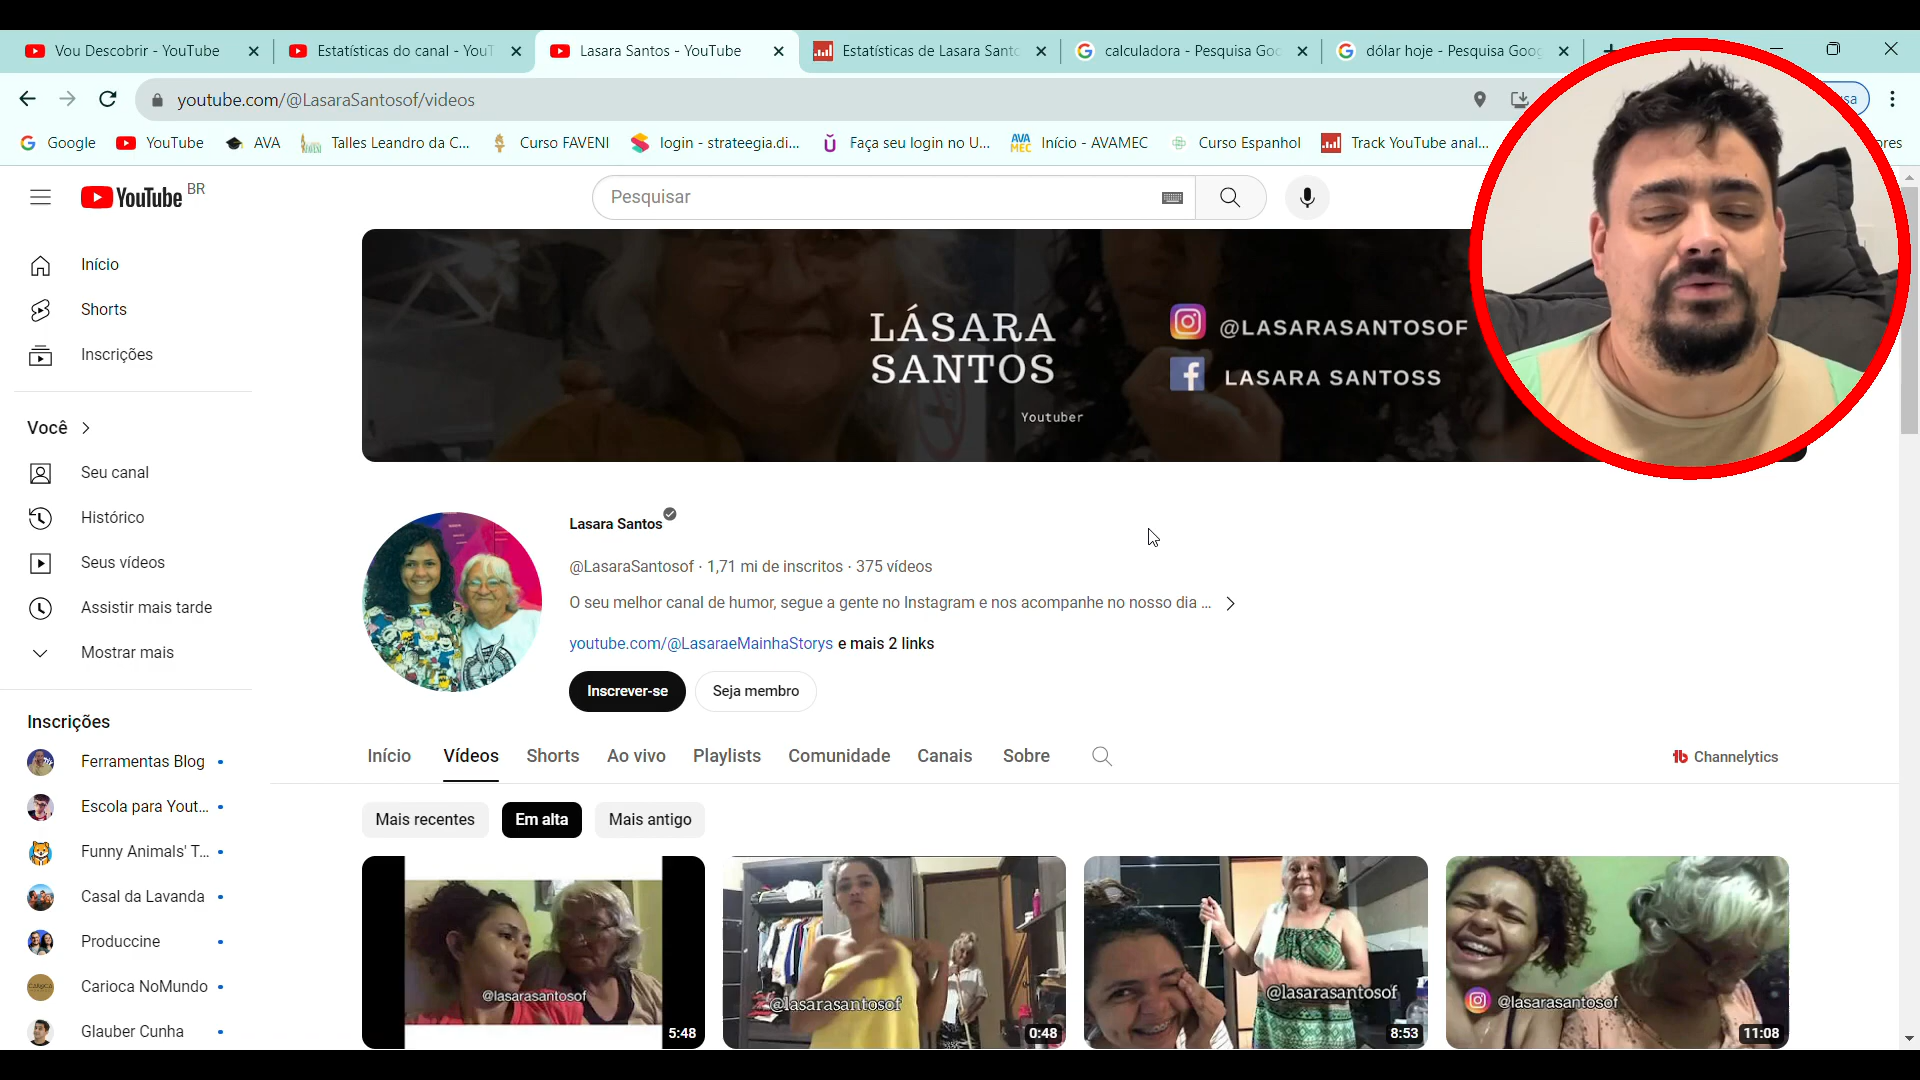 Vou Descobrir - YouTube
Estatísticas do canal - YouT
Lasara Santos - YouTube
Estatísticas de Lasara Santo
calculadora - Pesquisa Goo
dólar hoje - Pesquisa Goog
youtube.com/@LasaraSantosof/videos
Google
YouTube
AVA
Talles Leandro da C...
Curso FAVENI
login - strateegia.di...
Faça seu login no U...
AVA MEC
Início - AVAMEC
Curso Espanhol
Track YouTube anal...
YouTube BR
Pesquisar
Início
Shorts
Inscrições
Você
Seu canal
Histórico
Seus vídeos
Assistir mais tarde
Mostrar mais
Inscrições
Ferramentas Blog
Escola para Yout...
Funny Animals' T...
Casal da Lavanda
Produccine
Carioca NoMundo
Glauber Cunha
LÁSARA
SANTOS
Youtuber
@LASARASANTOSOF
LASARA SANTOSS
Lasara Santos
@LasaraSantosof · 1,71 mi de inscritos · 375 vídeos
O seu melhor canal de humor, segue a gente no Instagram e nos acompanhe no nosso dia ...
youtube.com/@LasaraeMainhaStorys e mais 2 links
Inscrever-se
Seja membro
Início
Vídeos
Shorts
Ao vivo
Playlists
Comunidade
Canais
Sobre
Channelytics
Mais recentes
Em alta
Mais antigo
@lasarasantosof
5:48
@lasarasantosof
0:48
@lasarasantosof
8:53
@lasarasantosof
11:08